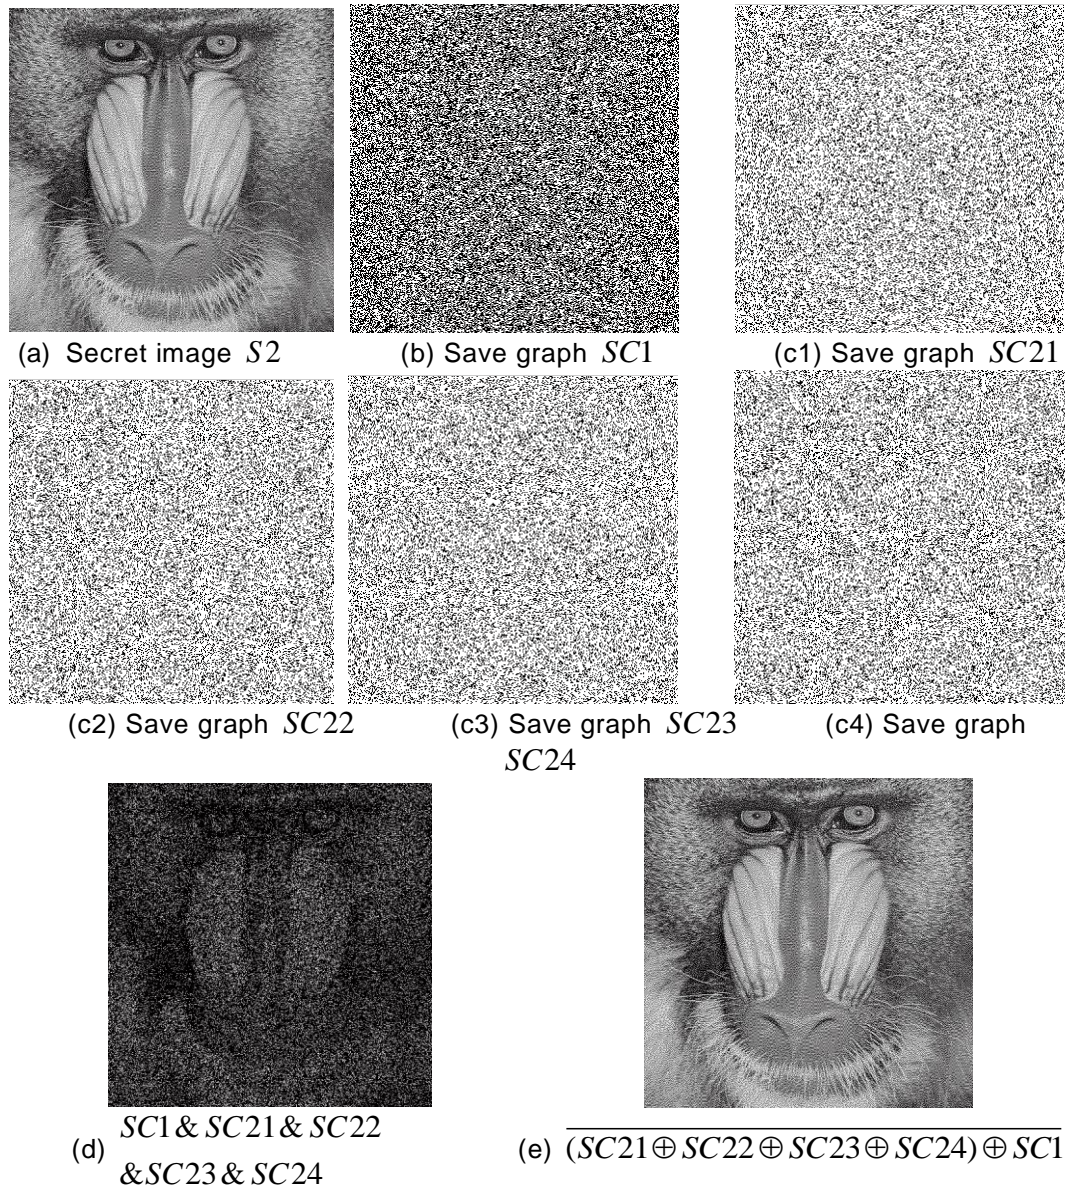 (a) Secret image S2
(b) Save graph SC1
(c1) Save graph SC21
(c2) Save graph SC22
(c3) Save graph SC23
(c4) Save graph
SC24
(d) SC1 & SC21 & SC22
& SC23 & SC24
(e) \overline{(SC21 ⊕ SC22 ⊕ SC23 ⊕ SC24) ⊕ SC1}